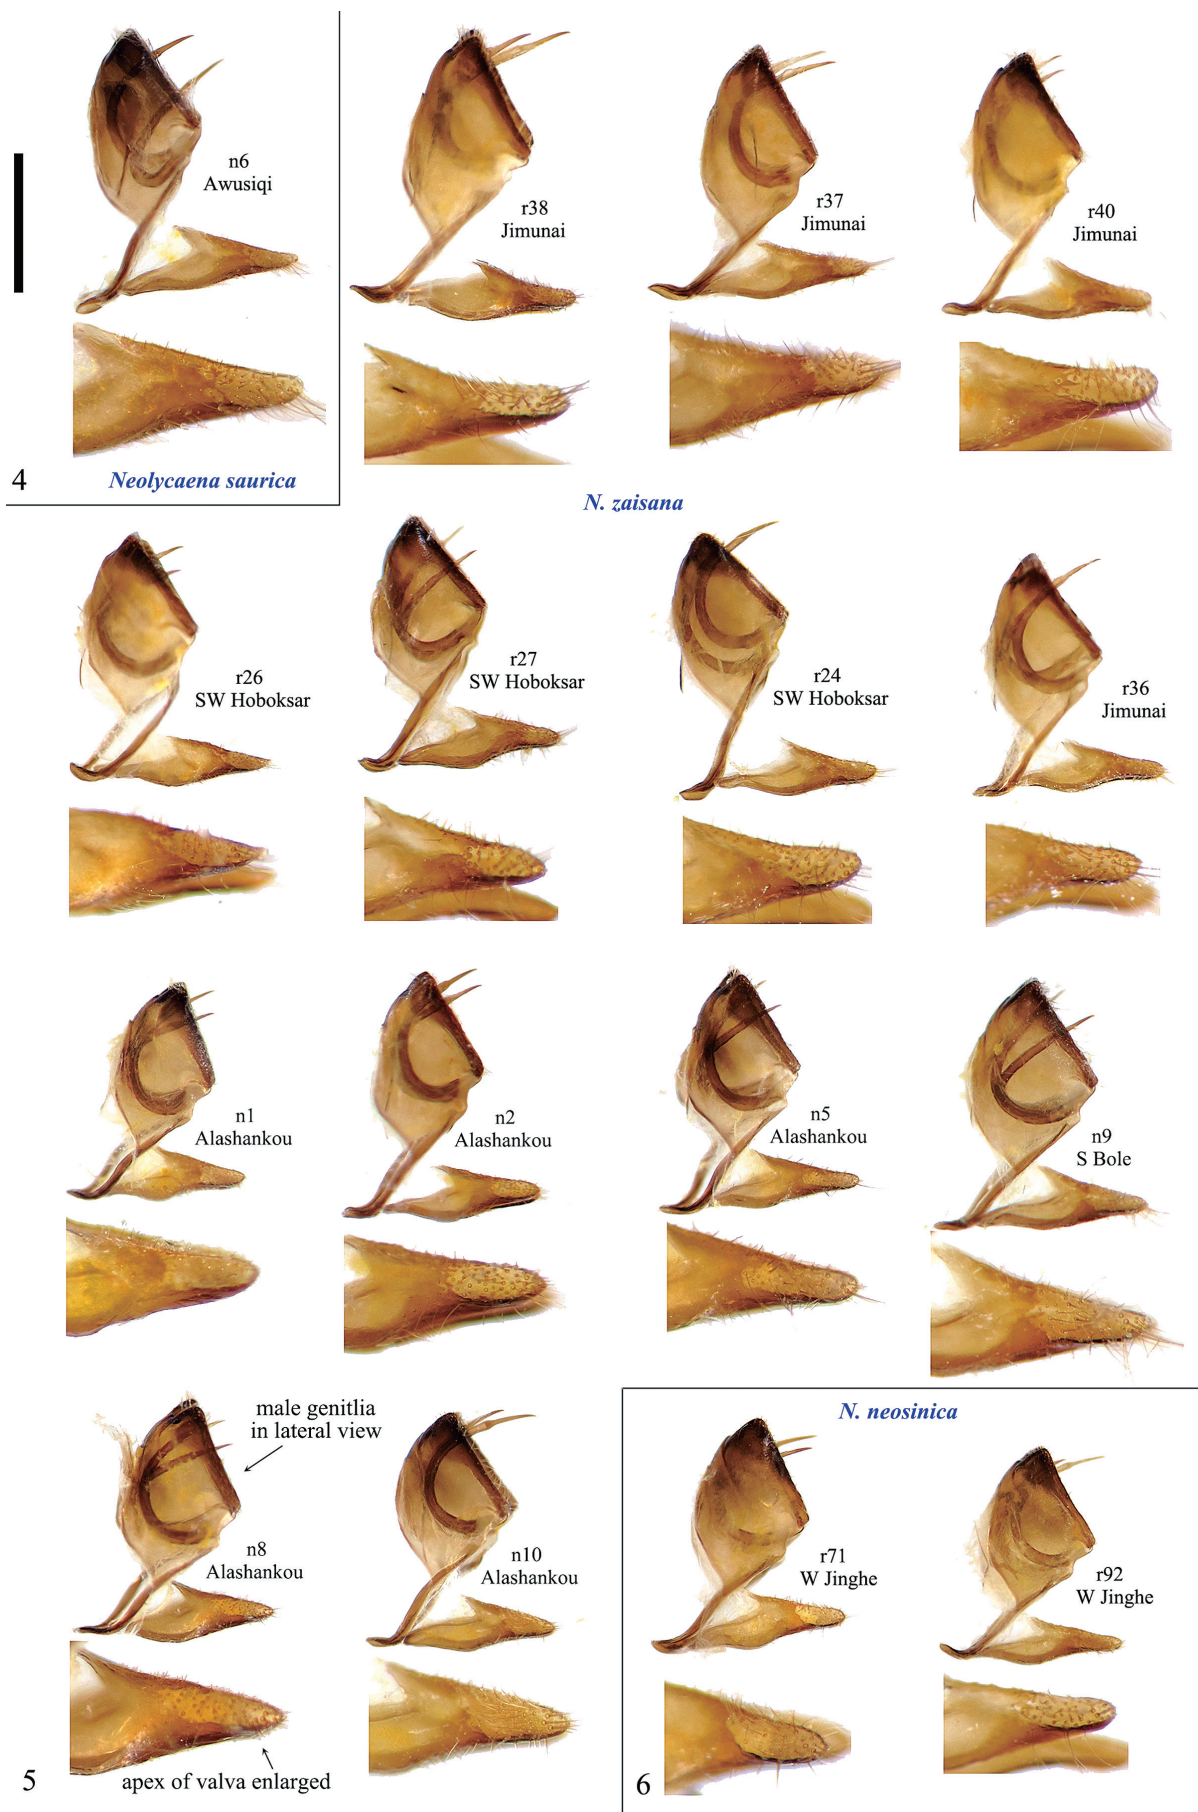 n6
Awusiqi
r38
Jimunai
r37
Jimunai
r40
Jimunai
4
Neolycaena saurica
N. zaisana
r26
SW Hoboksar
r27
SW Hoboksar
r24
SW Hoboksar
r36
Jimunai
n1
Alashankou
n2
Alashankou
n5
Alashankou
n9
S Bole
male genitlia
in lateral view
n8
Alashankou
n10
Alashankou
apex of valva enlarged
5
N. neosinica
r71
W Jinghe
r92
W Jinghe
6